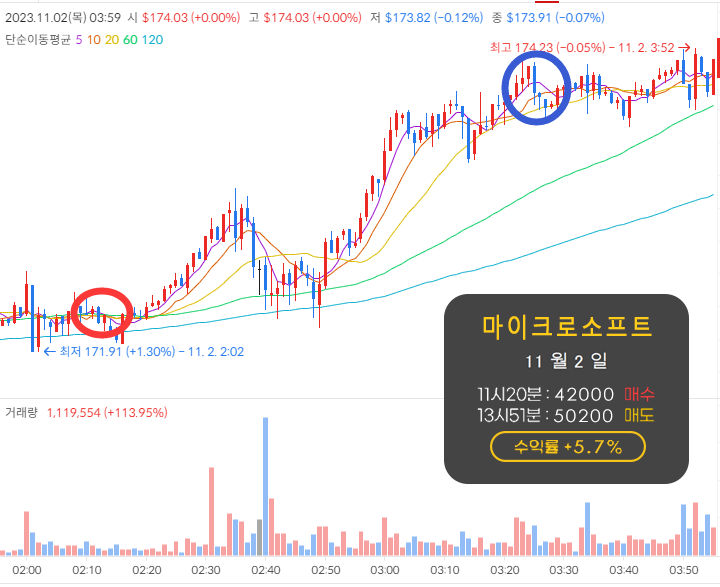 2023.11.02(목) 03:59 시 $174.03 (+0.00%) 고 $174.03 (+0.00%) 저 $173.82 (−0.12%) 종 $173.91 (−0.07%)
단순이동평균 5 10 20 60 120
최고 174.23 (−0.05%) − 11. 2. 3:52 →
← 최저 171.91 (+1.30%) − 11. 2. 2:02
마이크로소프트
11 월 2 일
11시20분 : 42000 매수
13시51분 : 50200 매도
수익률 +5.7%
거래량 1,119,554 (+113.95%)
02:00 02:10 02:20 02:30 02:40 02:50 03:00 03:10 03:20 03:30 03:40 03:50